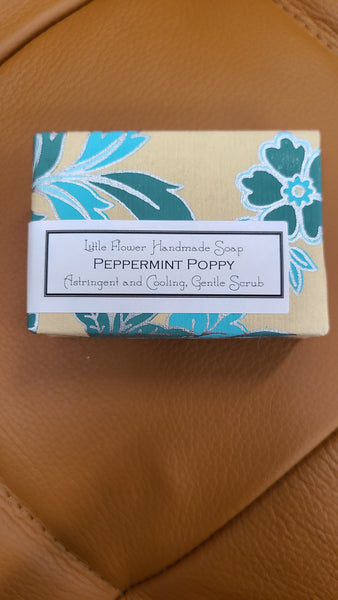 Little Flower Handmade Soap
PEPPERMINT POPPY
Astringent and Cooling, Gentle Scrub